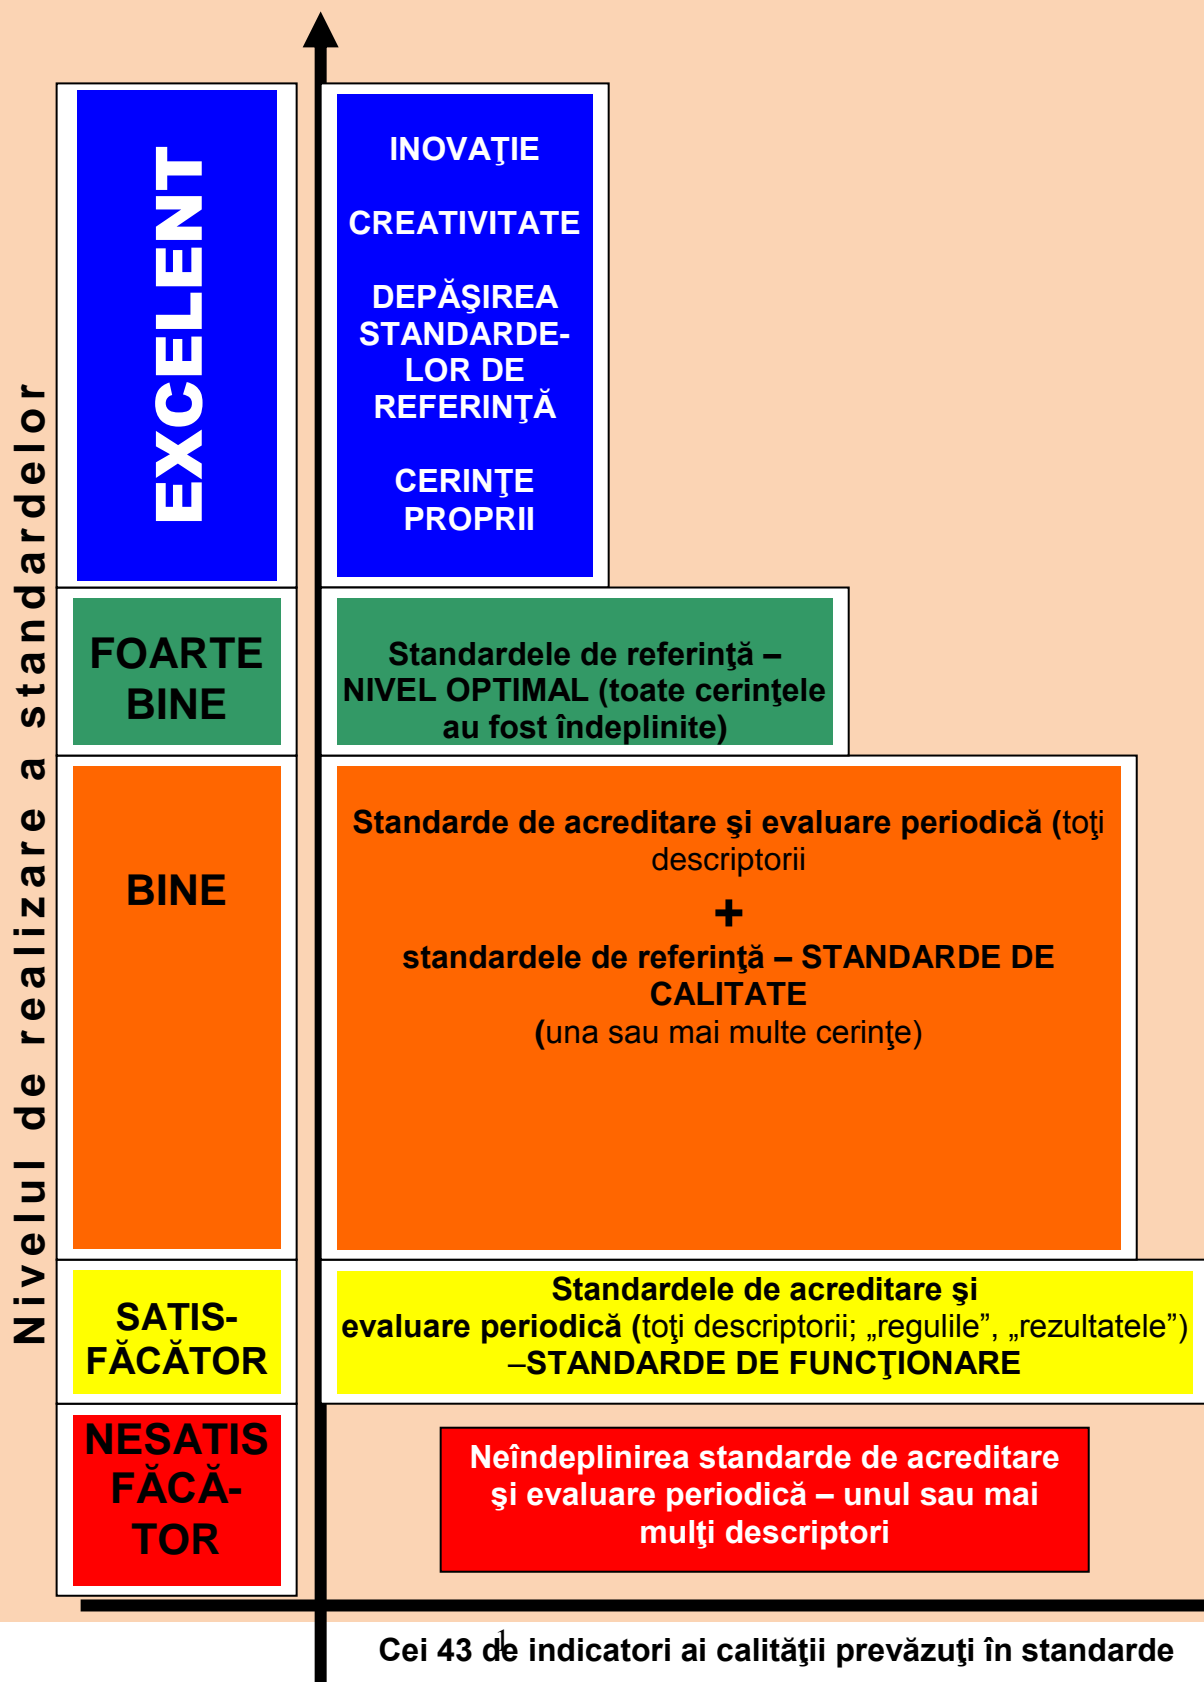 Nivelul de realizare a standardelor
EXCELENT
INOVAŢIE
CREATIVITATE
DEPĂŞIREA
STANDARDE-
LOR DE
REFERINŢĂ
CERINŢE
PROPRII
FOARTE
BINE
Standardele de referinţă –
NIVEL OPTIMAL (toate cerinţele
au fost îndeplinite)
BINE
Standarde de acreditare şi evaluare periodică (toţi
descriptorii
+
standardele de referinţă – STANDARDE DE
CALITATE
(una sau mai multe cerinţe)
SATIS-
FĂCĂTOR
Standardele de acreditare şi
evaluare periodică (toţi descriptorii; „regulile”, „rezultatele”)
–STANDARDE DE FUNCŢIONARE
NESATIS
FĂCĂ-
TOR
Neîndeplinirea standarde de acreditare
şi evaluare periodică – unul sau mai
mulţi descriptori
Cei 43 de indicatori ai calităţii prevăzuţi în standarde
1